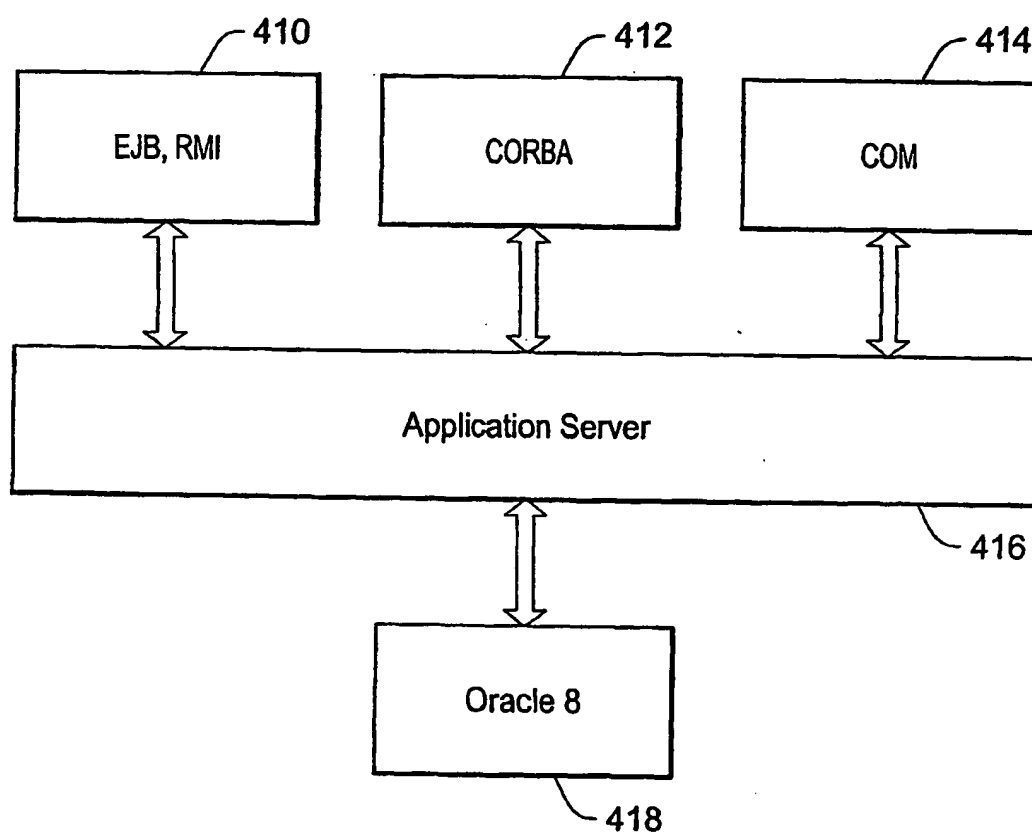 410
412
414
EJB, RMI
CORBA
COM
Application Server
416
Oracle 8
418